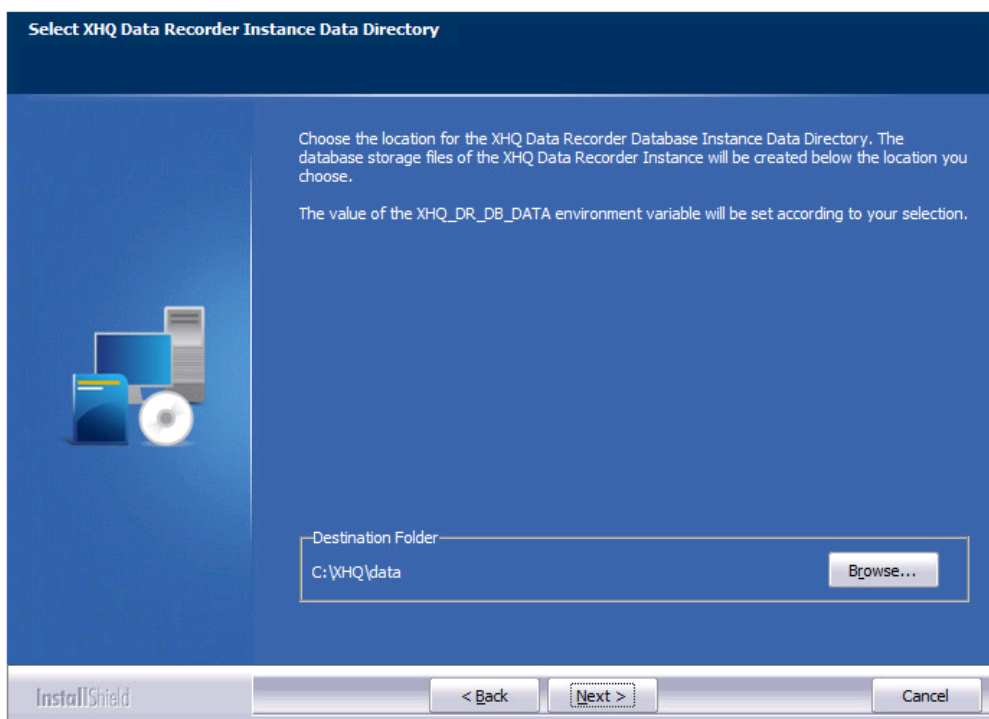 Select XHQ Data Recorder Instance Data Directory
Choose the location for the XHQ Data Recorder Database Instance Data Directory. The
database storage files of the XHQ Data Recorder Instance will be created below the location you
choose.
The value of the XHQ_DR_DB_DATA environment variable will be set according to your selection.
Destination Folder
C:\XHQ\data
Browse...
InstallShield
< Back
Next >
Cancel